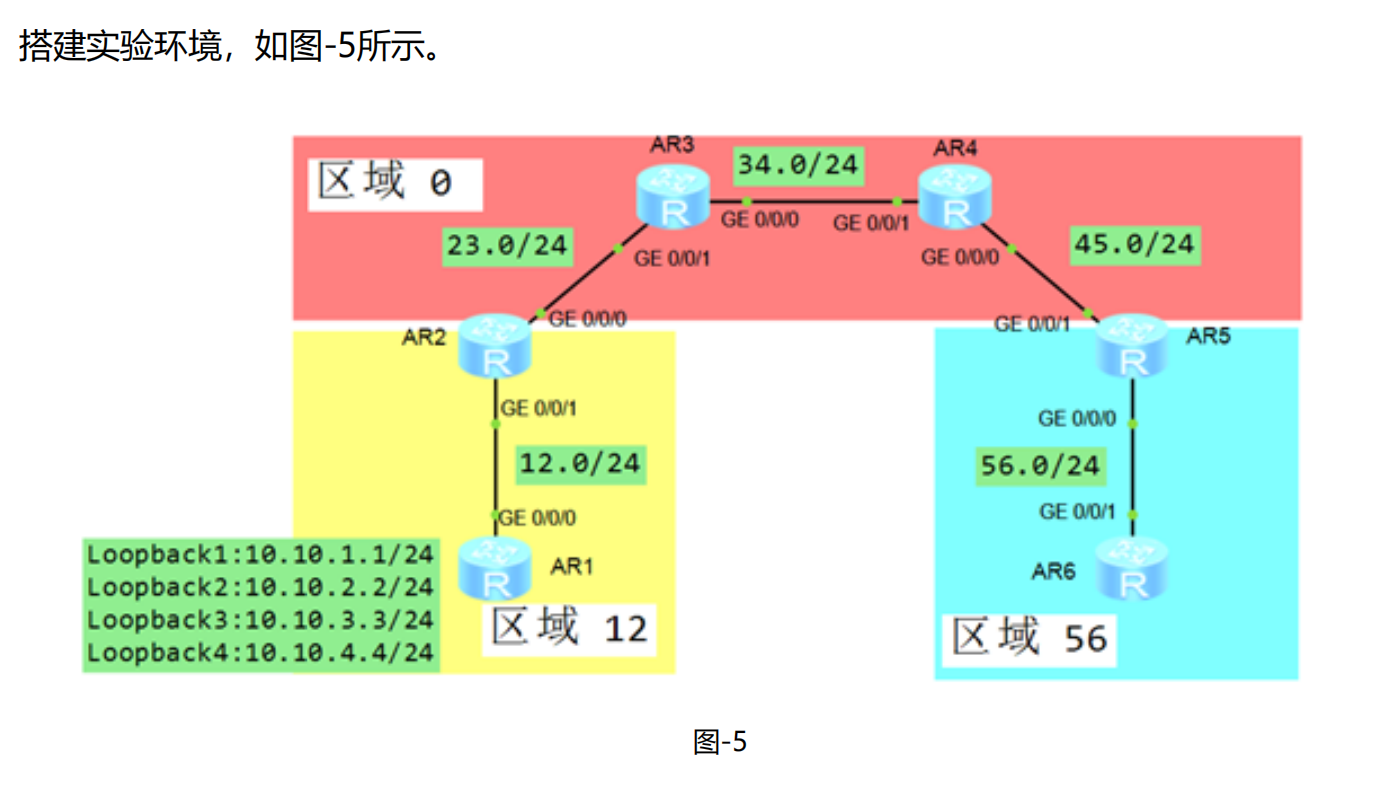 搭建实验环境，如图-5所示。
AR3
34.0/24
AR4
区域 0
R
R
GE 0/0/0
GE 0/0/1
23.0/24
GE 0/0/1
GE 0/0/0
45.0/24
GE 0/0/0
GE 0/0/1
AR2
R
R
AR5
GE 0/0/1
GE 0/0/0
12.0/24
56.0/24
GE 0/0/0
GE 0/0/1
Loopback1:10.10.1.1/24
Loopback2:10.10.2.2/24
Loopback3:10.10.3.3/24
Loopback4:10.10.4.4/24
R
AR1
AR6
R
区域 12
区域 56
图-5